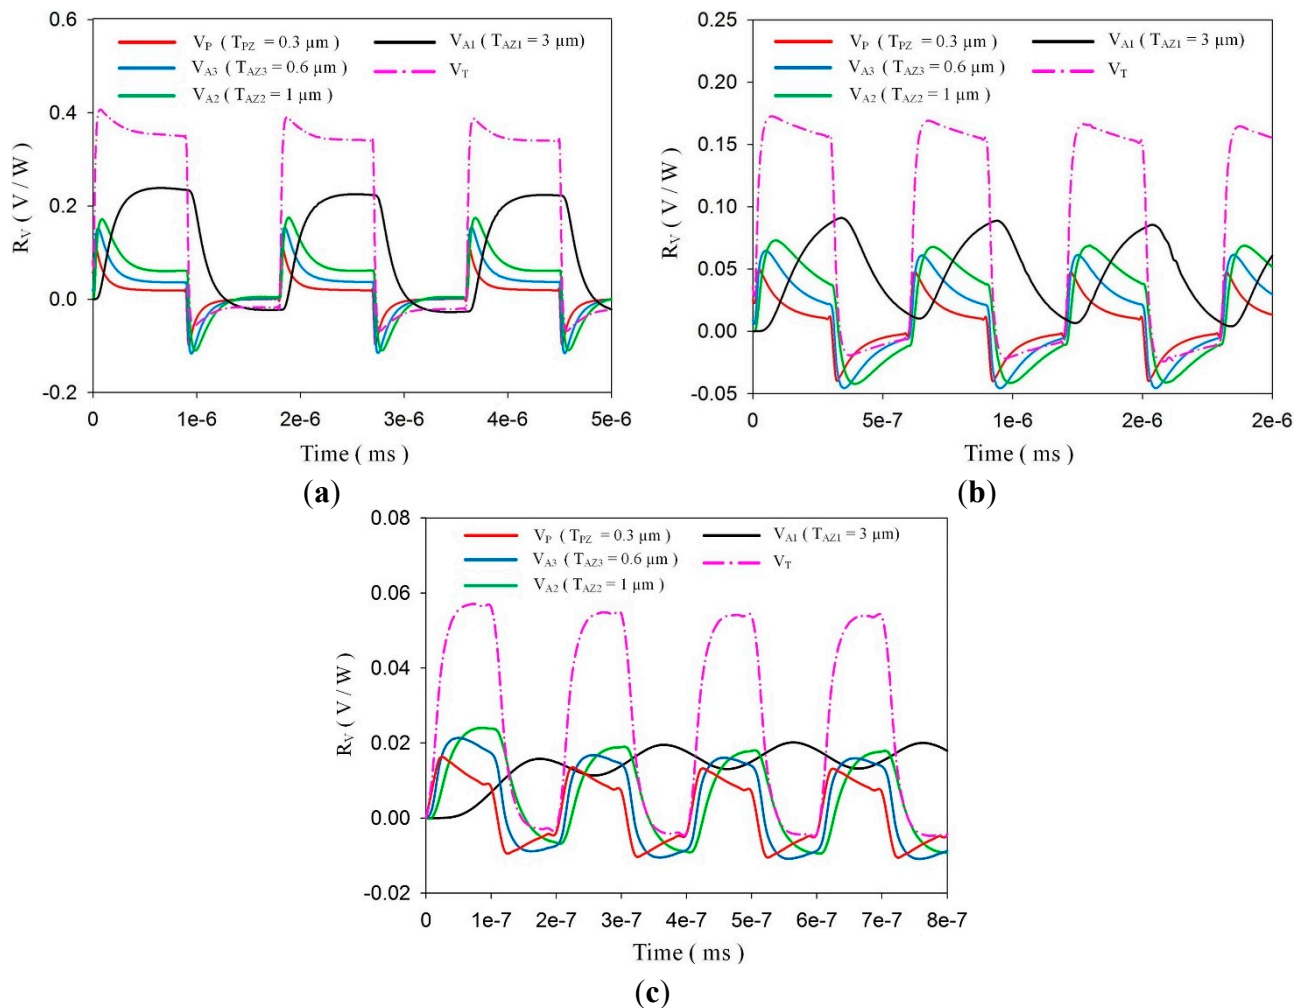 0.6
0.4
0.2
0.0
-0.2
R_V ( V / W )
V_P ( T_PZ = 0.3 µm )
V_A3 ( T_AZ3 = 0.6 µm )
V_A2 ( T_AZ2 = 1 µm )
V_A1 ( T_AZ1 = 3 µm)
V_T
0 1e-6 2e-6 3e-6 5e-6
Time ( ms )
(a)
0.25
0.20
0.15
0.10
0.05
0.00
-0.05
R_V ( V / W )
V_P ( T_PZ = 0.3 µm )
V_A3 ( T_AZ3 = 0.6 µm )
V_A2 ( T_AZ2 = 1 µm )
V_A1 ( T_AZ1 = 3 µm)
V_T
0 5e-7 1e-6 2e-6 2e-6
Time ( ms )
(b)
0.08
0.06
0.04
0.02
0.00
-0.02
R_V ( V / W )
V_P ( T_PZ = 0.3 µm )
V_A3 ( T_AZ3 = 0.6 µm )
V_A2 ( T_AZ2 = 1 µm )
V_A1 ( T_AZ1 = 3 µm)
V_T
0 1e-7 2e-7 3e-7 4e-7 5e-7 6e-7 7e-7 8e-7
Time ( ms )
(c)